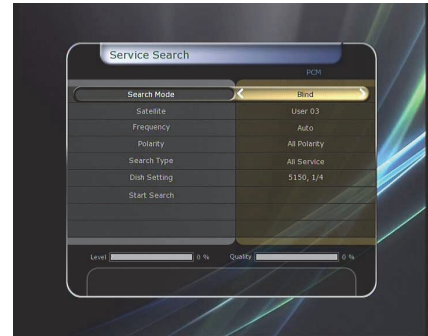 Service Search
PCM
Search Mode Blind
Satellite User 03
Frequency Auto
Polarity All Polarity
Search Type All Service
Dish Setting 5150, 1/4
Start Search
Level 0 % Quality 0 %